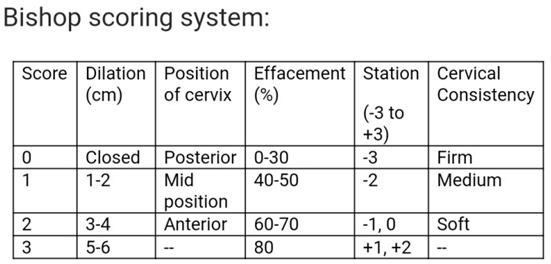 Bishop scoring system:
Score Dilation (cm) Position of cervix Effacement (%) Station (-3 to +3) Cervical Consistency
0 Closed Posterior 0-30 -3 Firm
1 1-2 Mid position 40-50 -2 Medium
2 3-4 Anterior 60-70 -1, 0 Soft
3 5-6 -- 80 +1, +2 --